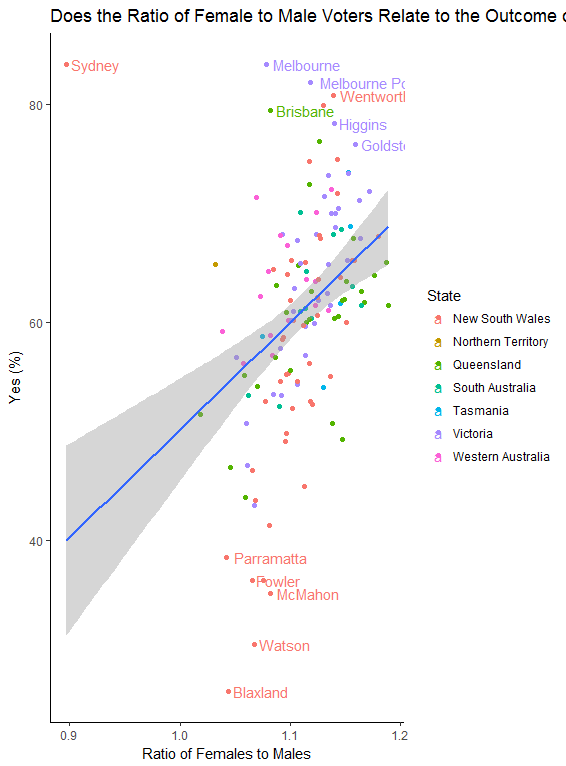 Does the Ratio of Female to Male Voters Relate to the Outcome o
Sydney
Melbourne
Melbourne Po
Wentworth
Brisbane
Higgins
Goldste
80
60
40
Yes (%)
Parramatta
Fowler
McMahon
Watson
Blaxland
0.9 1.0 1.1 1.2
Ratio of Females to Males
State
a New South Wales
a Northern Territory
a Queensland
a South Australia
a Tasmania
a Victoria
a Western Australia